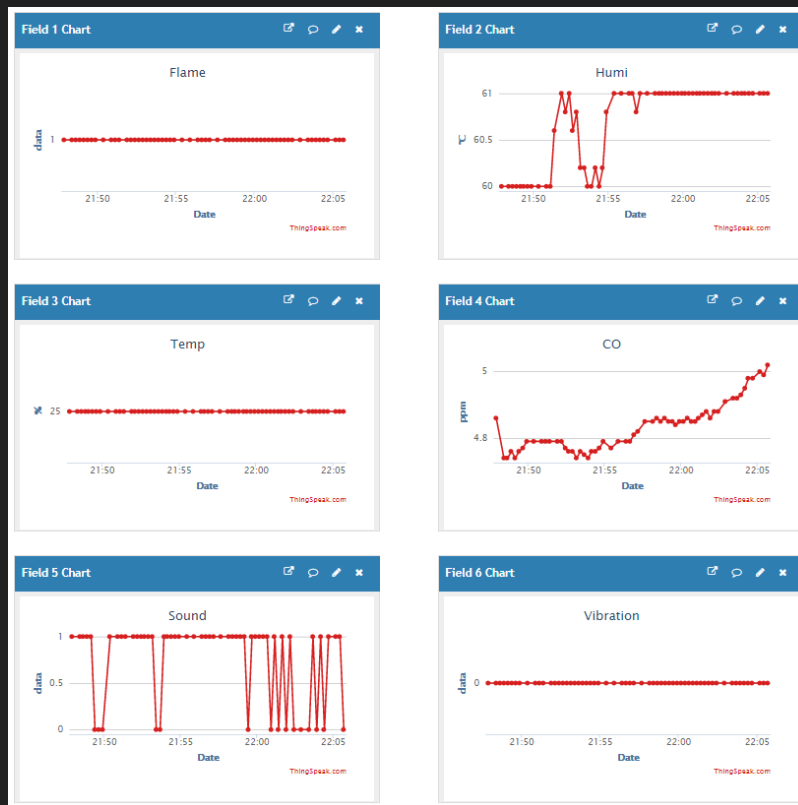 Field 1 Chart
Flame
data
1
21:50 21:55 22:00 22:05
Date
ThingSpeak.com
Field 2 Chart
Humi
℃
61
60.5
60
21:50 21:55 22:00 22:05
Date
ThingSpeak.com
Field 3 Chart
Temp
%
25
21:50 21:55 22:00 22:05
Date
ThingSpeak.com
Field 4 Chart
CO
ppm
5
4.8
21:50 21:55 22:00 22:05
Date
ThingSpeak.com
Field 5 Chart
Sound
data
1
0.5
0
21:50 21:55 22:00 22:05
Date
ThingSpeak.com
Field 6 Chart
Vibration
data
0
21:50 21:55 22:00 22:05
Date
ThingSpeak.com